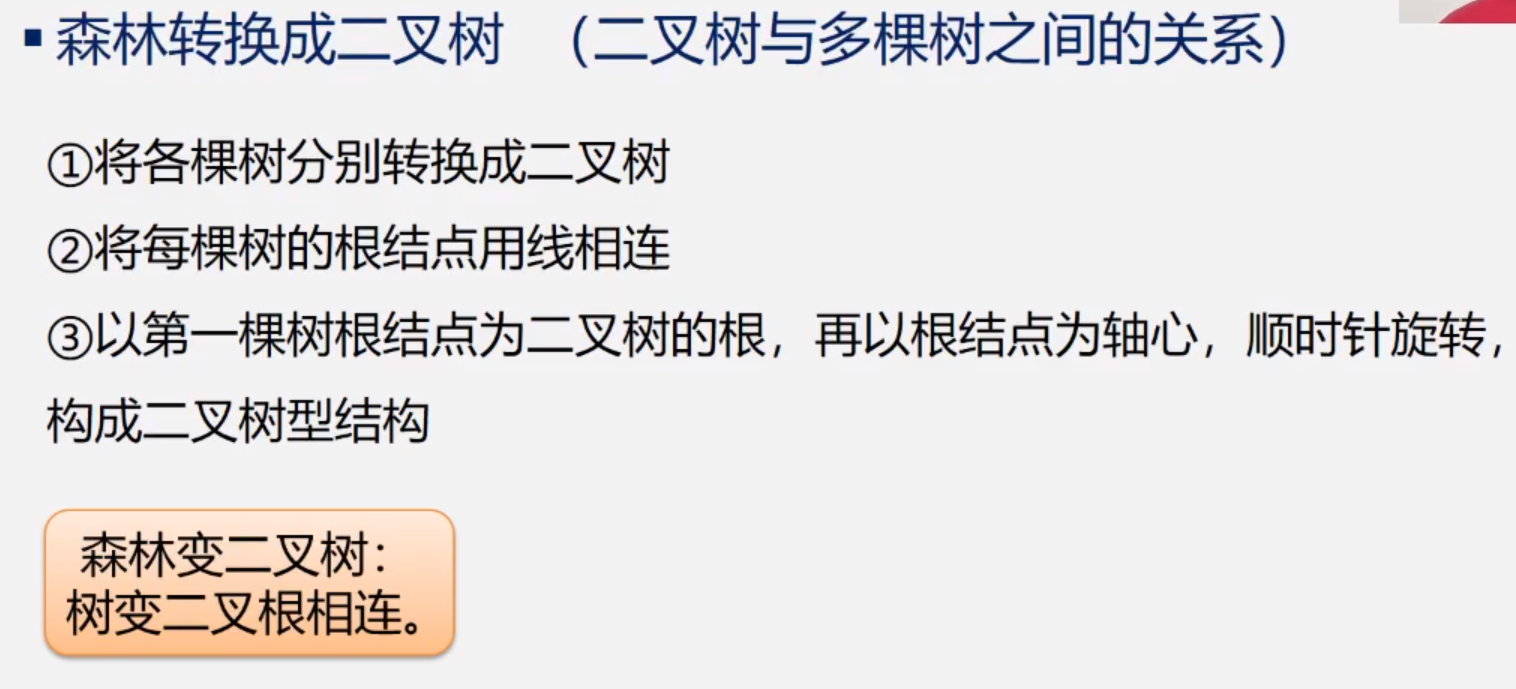 ▪森林转换成二叉树 （二叉树与多棵树之间的关系）
①将各棵树分别转换成二叉树
②将每棵树的根结点用线相连
③以第一棵树根结点为二叉树的根，再以根结点为轴心，顺时针旋转，
构成二叉树型结构
森林变二叉树：
树变二叉根相连。